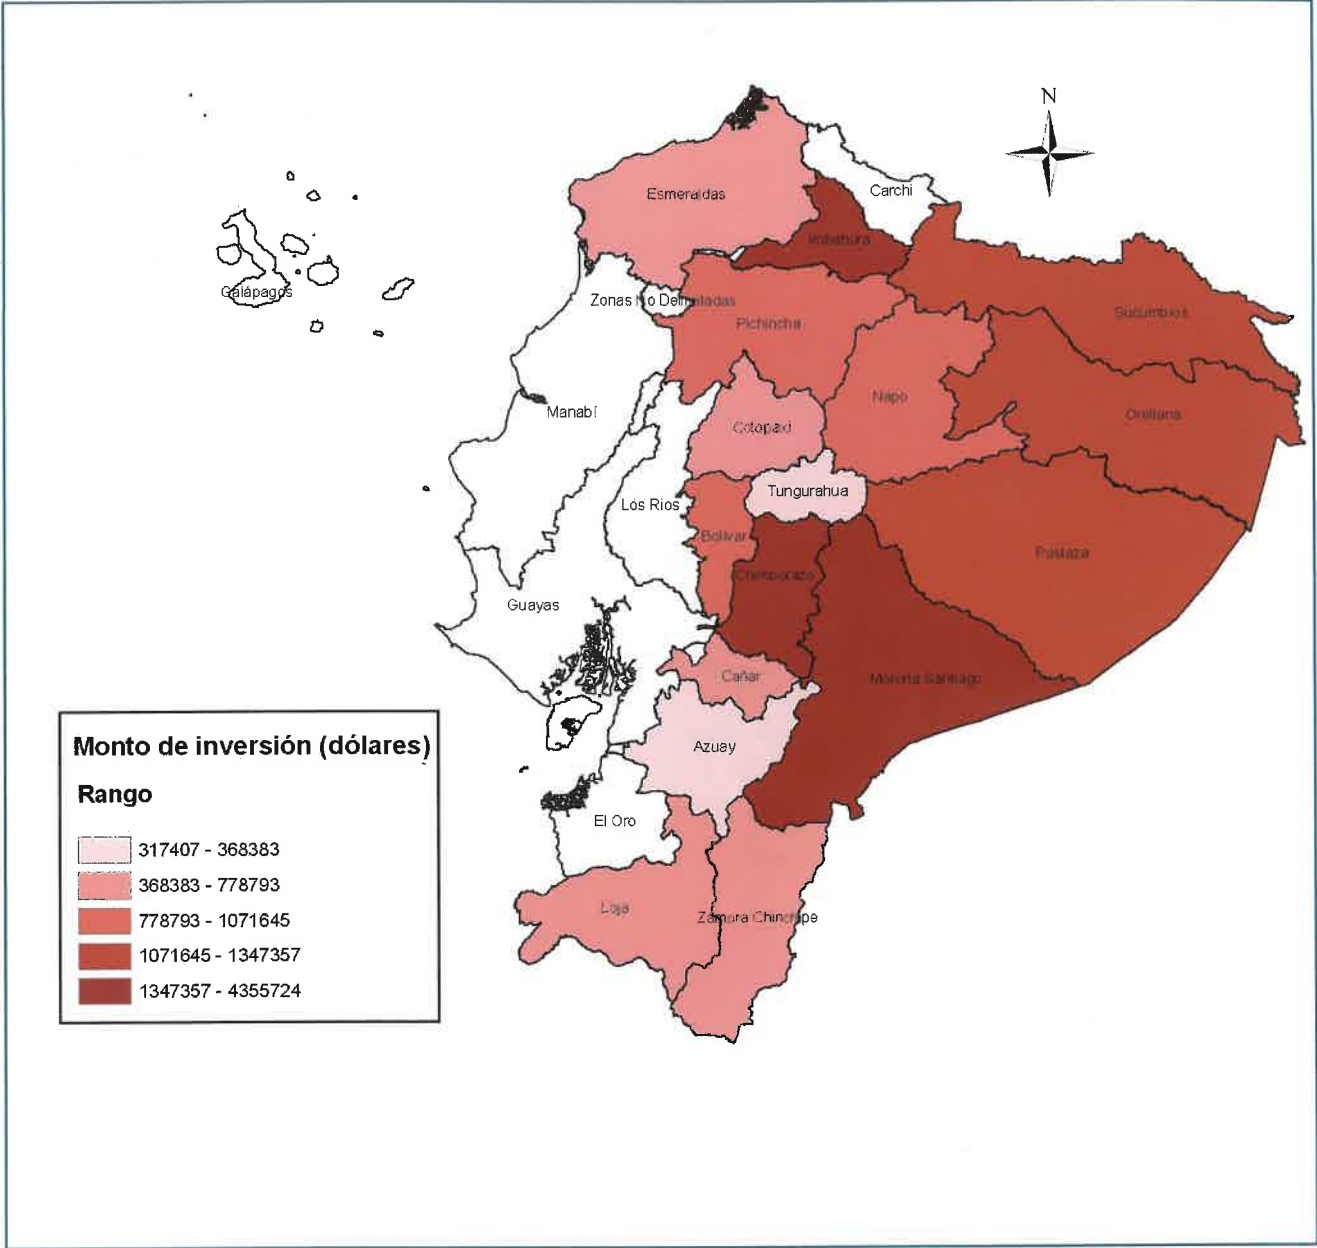 N
Esmeraldas
Carchi
Imbabura
Galápagos
Zonas No Delimitadas
Pichincha
Sucumbios
Napo
Manabí
Orellana
Cotopaxi
Tungurahua
Los Rios
Bolivar
Pastaza
Chimborazo
Guayas
Cañar
Morona Santiago
Azuay
Monto de inversión (dólares)
Rango
El Oro
317407 - 368383
368383 - 778793
Loja
Zamora Chinchipe
778793 - 1071645
1071645 - 1347357
1347357 - 4355724